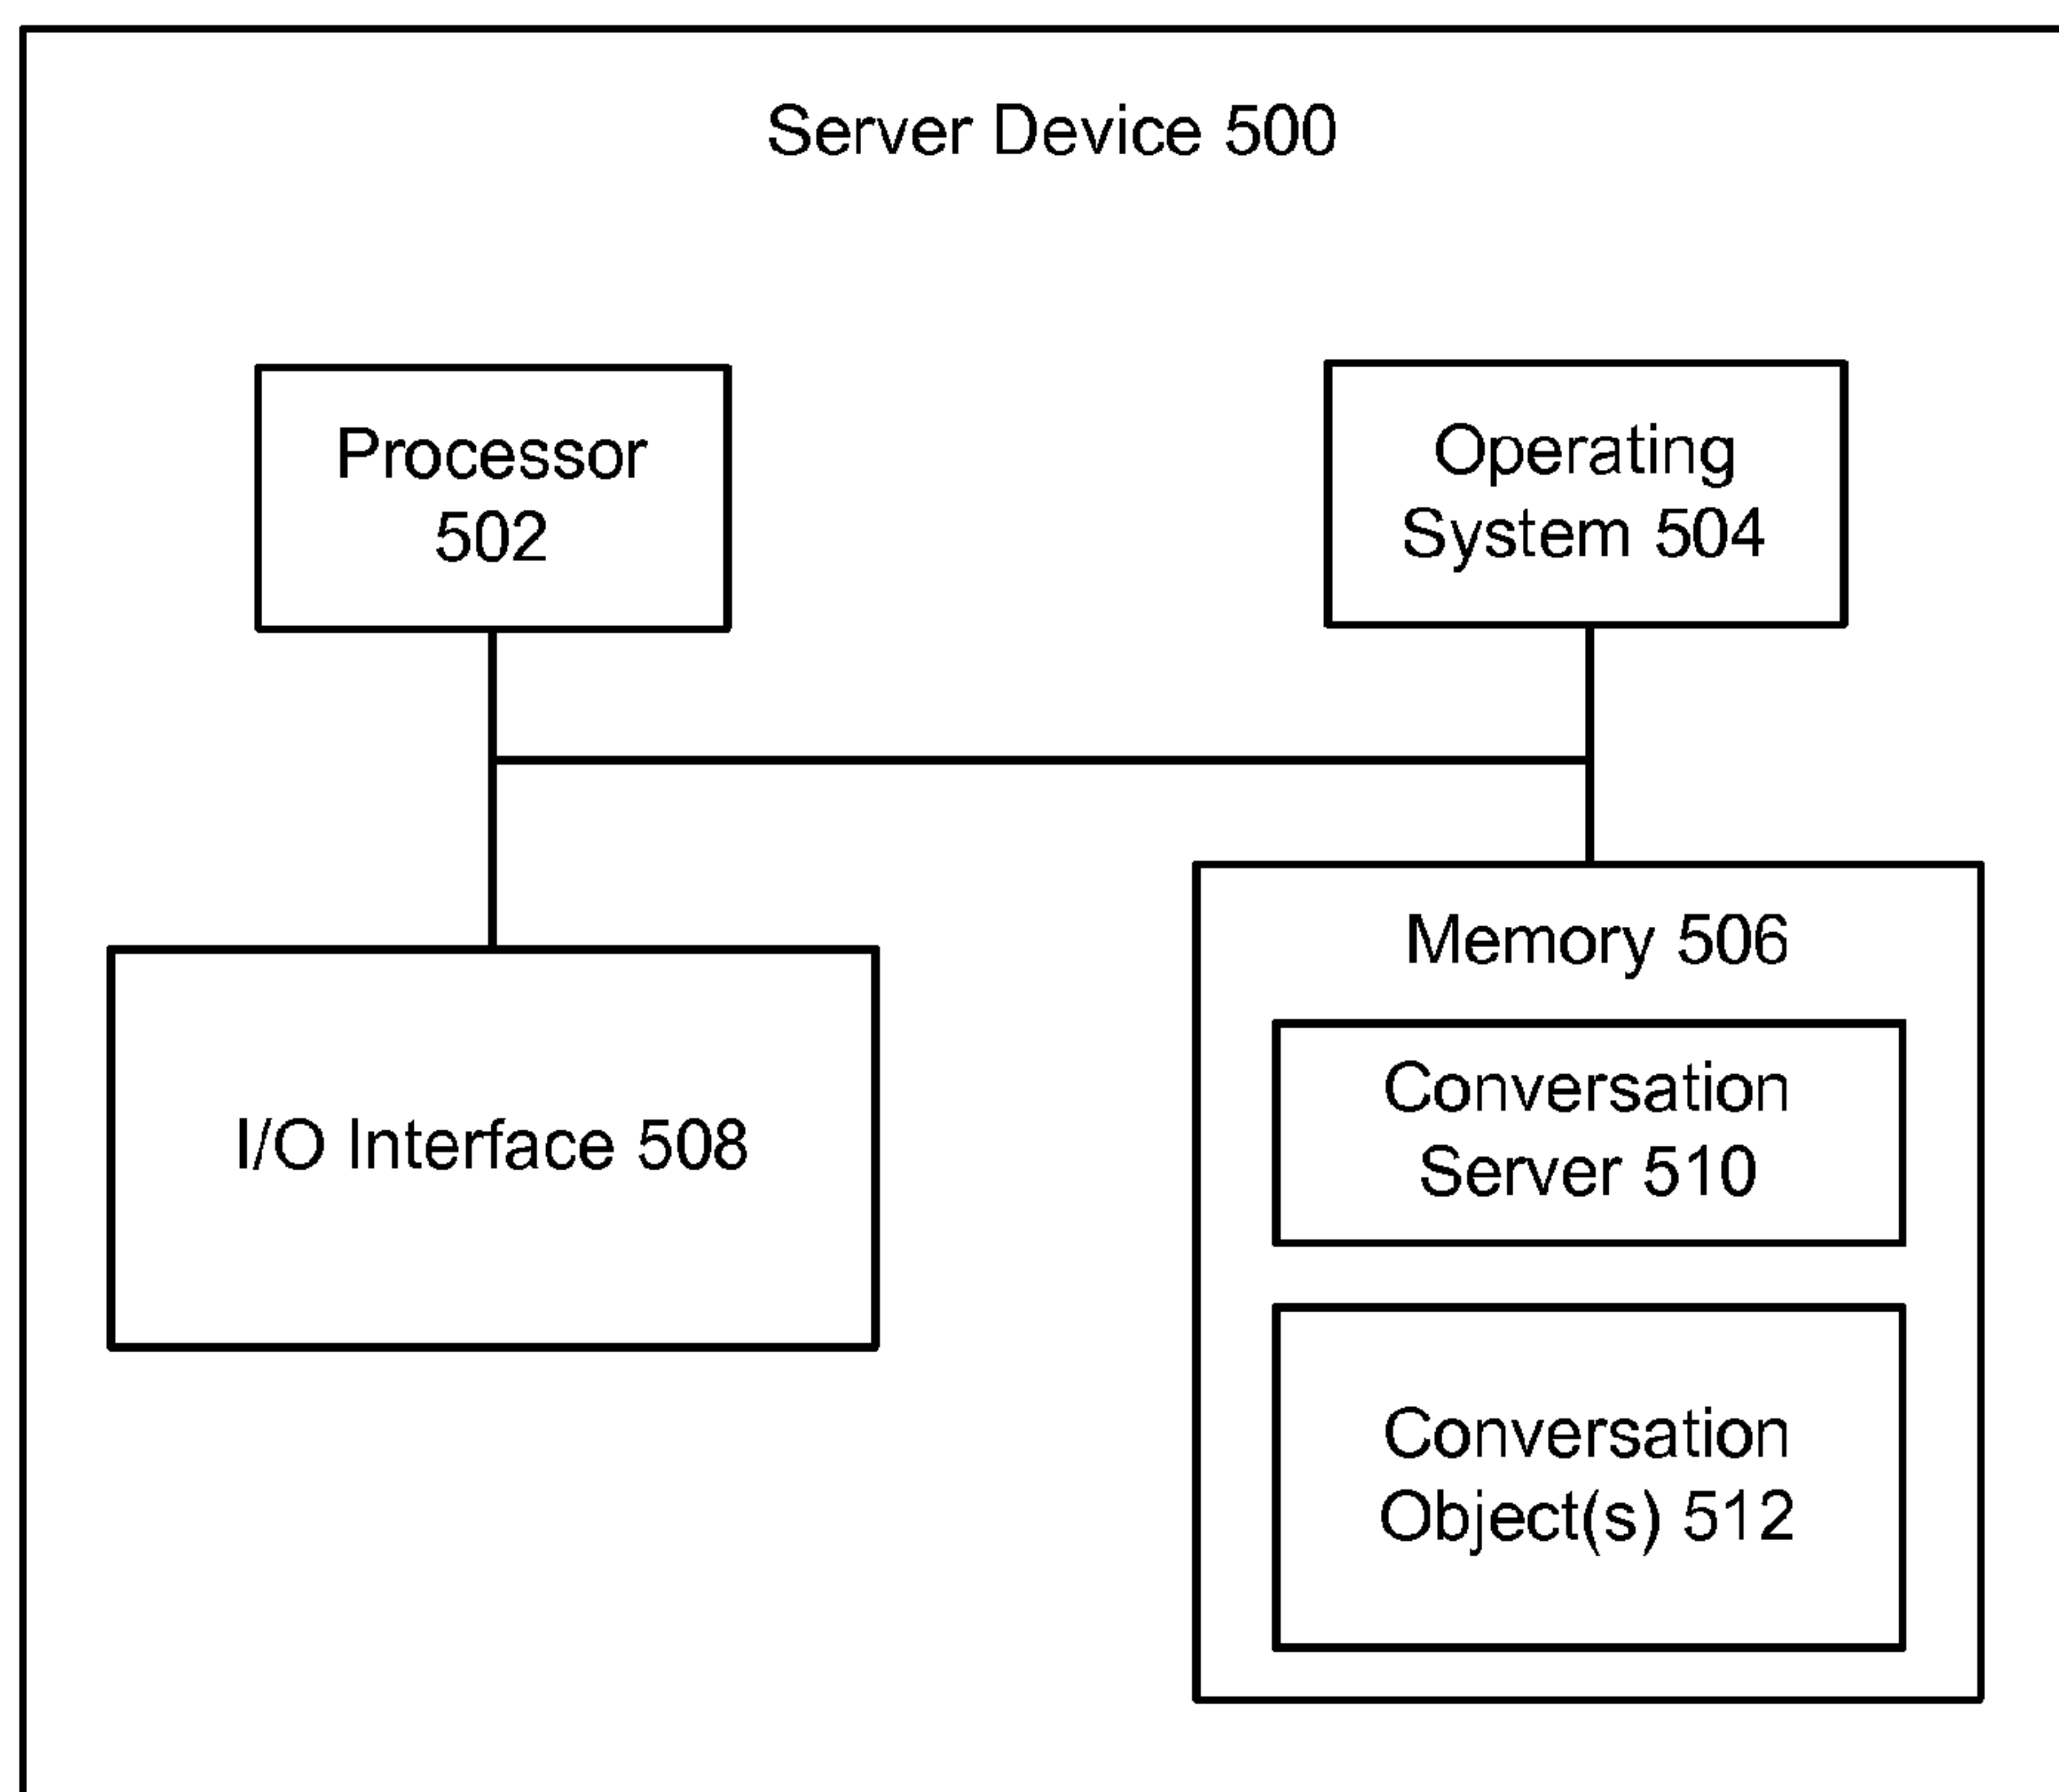 Server Device 500
Processor
502
Operating
System 504
I/O Interface 508
Memory 506
Conversation
Server 510
Conversation
Object(s) 512